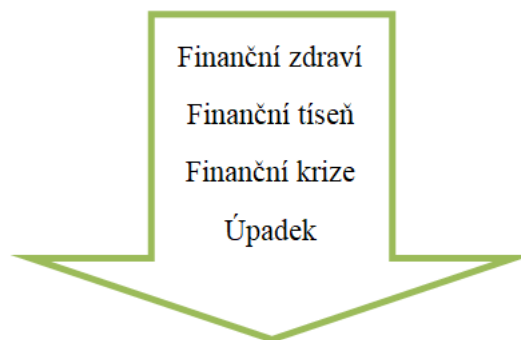 Finanční zdraví
Finanční tíseň
Finanční krize
Úpadek